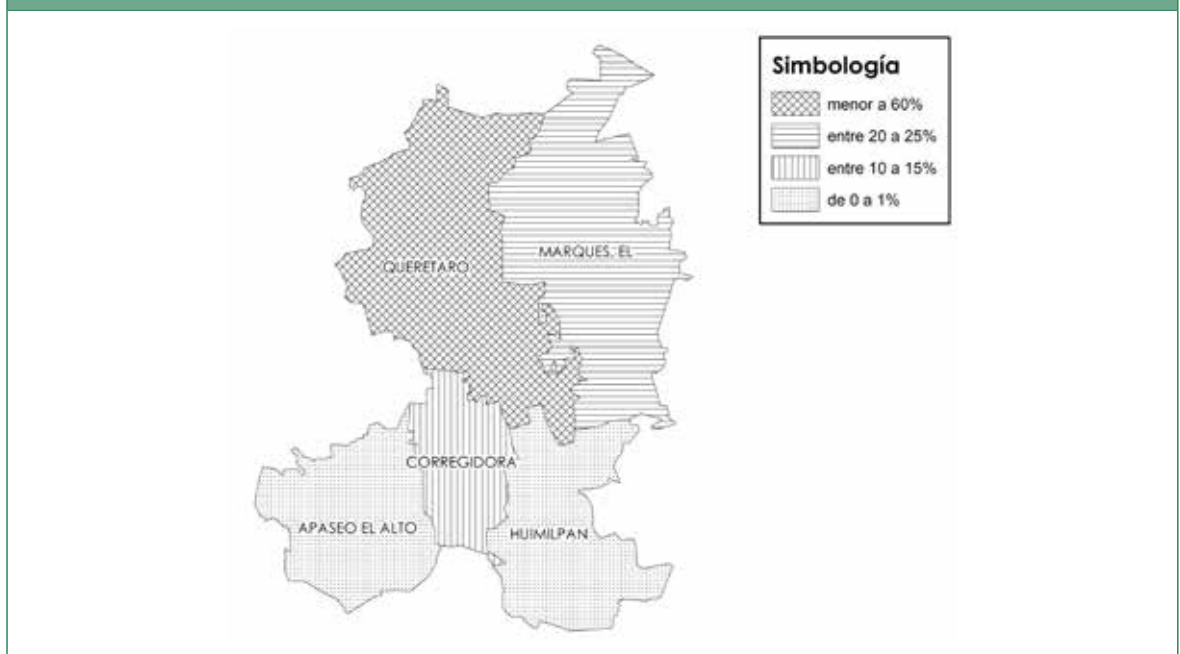 Simbología
menor a 60%
entre 20 a 25%
entre 10 a 15%
de 0 a 1%
MARQUES, EL
QUERETARO
CORREGIDORA
APASEO EL ALTO
HUIMILPAN